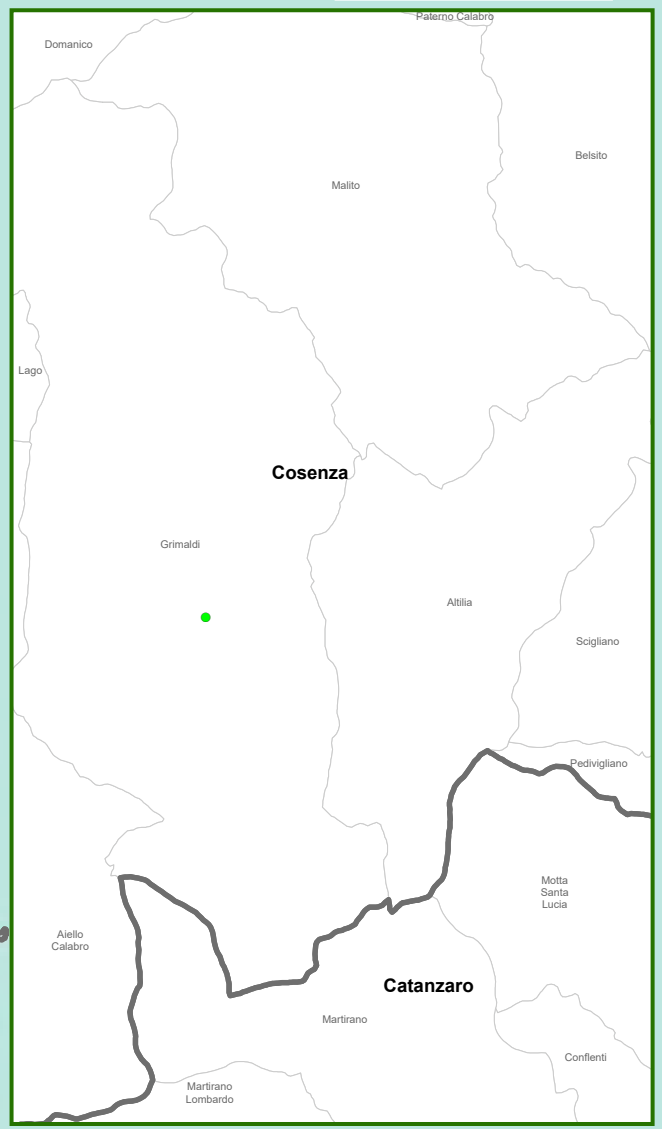 Paterno Calabro
Domanico
Belsito
Malito
Lago
Cosenza
Grimaldi
Altilia
Scigliano
Pedivigliano
Motta
Santa
Lucia
Aiello
Calabro
Catanzaro
Martirano
Conflenti
Martirano
Lombardo